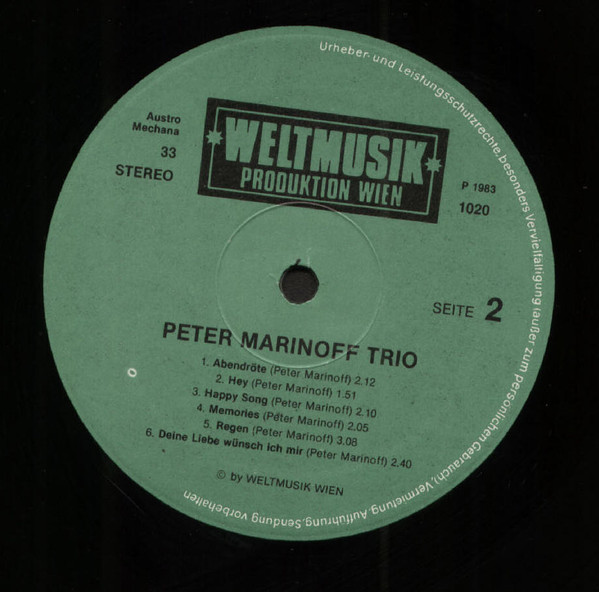 Urheber- und Leistungsschutzrechte, besonders Vervielfältigung (außer zum persönlichen Gebrauch), Vermietung, Aufführung, Sendung vorbehalten
Austro
Mechana
33
STEREO
WELTMUSIK
PRODUKTION WIEN
P 1983
1020
SEITE 2
PETER MARINOFF TRIO
1. Abendröte (Peter Marinoff) 2.12
2. Hey (Peter Marinoff) 1.51
3. Happy Song (Peter Marinoff) 2.10
4. Memories (Peter Marinoff) 2.05
5. Regen (Peter Marinoff) 3.08
6. Deine Liebe wünsch ich mir (Peter Marinoff) 2.40
© by WELTMUSIK WIEN